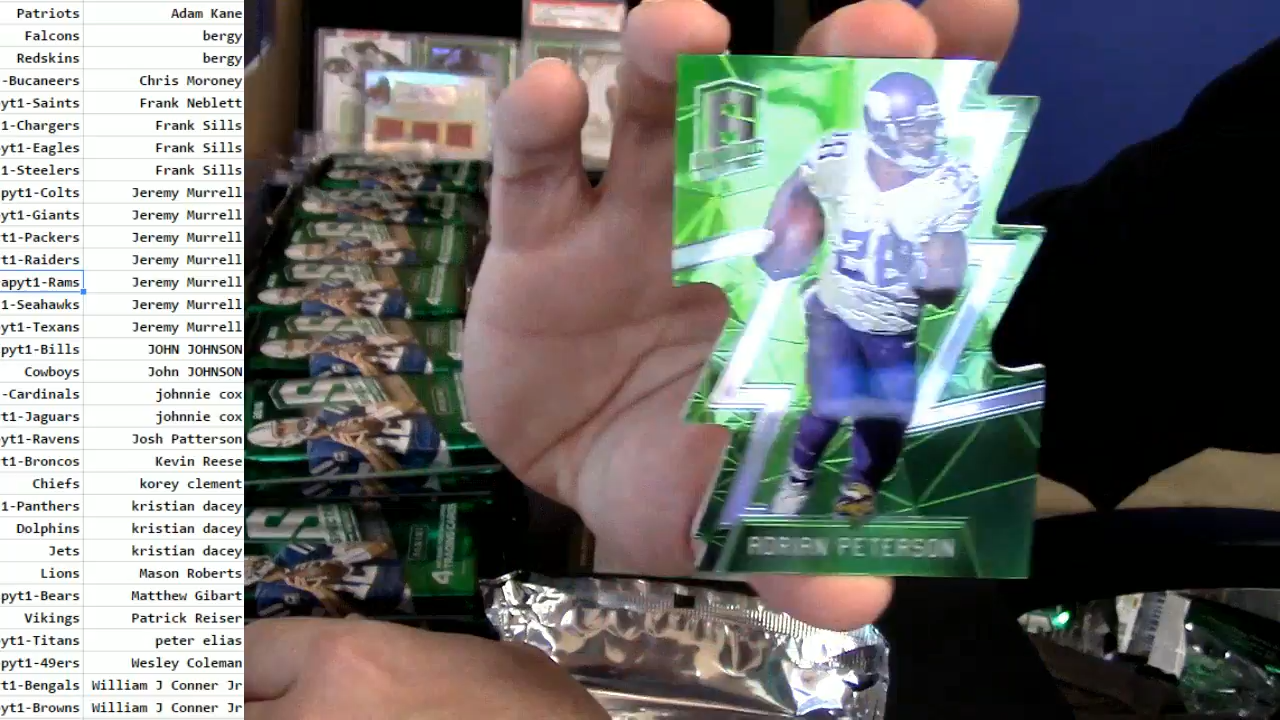 Patriots Adam Kane
Falcons bergy
Redskins bergy
-Bucaneers Chris Moroney
pyt1-Saints Frank Neblett
1-Chargers Frank Sills
yt1-Eagles Frank Sills
1-Steelers Frank Sills
apyt1-Colts Jeremy Murrell
yt1-Giants Jeremy Murrell
t1-Packers Jeremy Murrell
t1-Raiders Jeremy Murrell
apyt1-Rams Jeremy Murrell
1-Seahawks Jeremy Murrell
yt1-Texans Jeremy Murrell
pyt1-Bills JOHN JOHNSON
Cowboys John JOHNSON
-Cardinals johnnie cox
yt1-Jaguars johnnie cox
yt1-Ravens Josh Patterson
t1-Broncos Kevin Reese
Chiefs korey clement
1-Panthers kristian dacey
Dolphins kristian dacey
Jets kristian dacey
Lions Mason Roberts
pyt1-Bears Matthew Gibart
Vikings Patrick Reiser
pyt1-Titans peter elias
pyt1-49ers Wesley Coleman
t1-Bengals William J Conner Jr
yt1-Browns William J Conner Jr
28
ADRIAN PETERSON
4